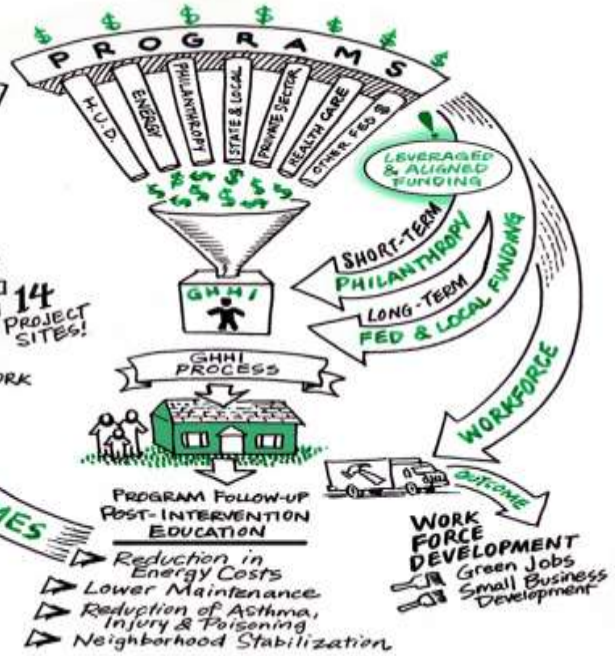 $ $ $ $ $ $ $
PROGRAMS
H.U.D.
ENERGY
PHILANTHROPY
STATE & LOCAL
PRIVATE SECTOR
HEALTH CARE
OTHER FED $
$ $ $ $ $ $ $ $ $ $
!
LEVERAGED
& ALIGNED
FUNDING
SHORT-TERM
PHILANTHROPY
LONG-TERM
FED & LOCAL FUNDING
WORKFORCE
GHHI
14
PROJECT
SITES!
GHHI
PROCESS
OUTCOME
WORK
FORCE
DEVELOPMENT
Green Jobs
Small Business
Development
PROGRAM FOLLOW-UP
POST-INTERVENTION
EDUCATION
Reduction in
Energy Costs
Lower Maintenance
Reduction of Asthma,
Injury & Poisoning
Neighborhood Stabilization